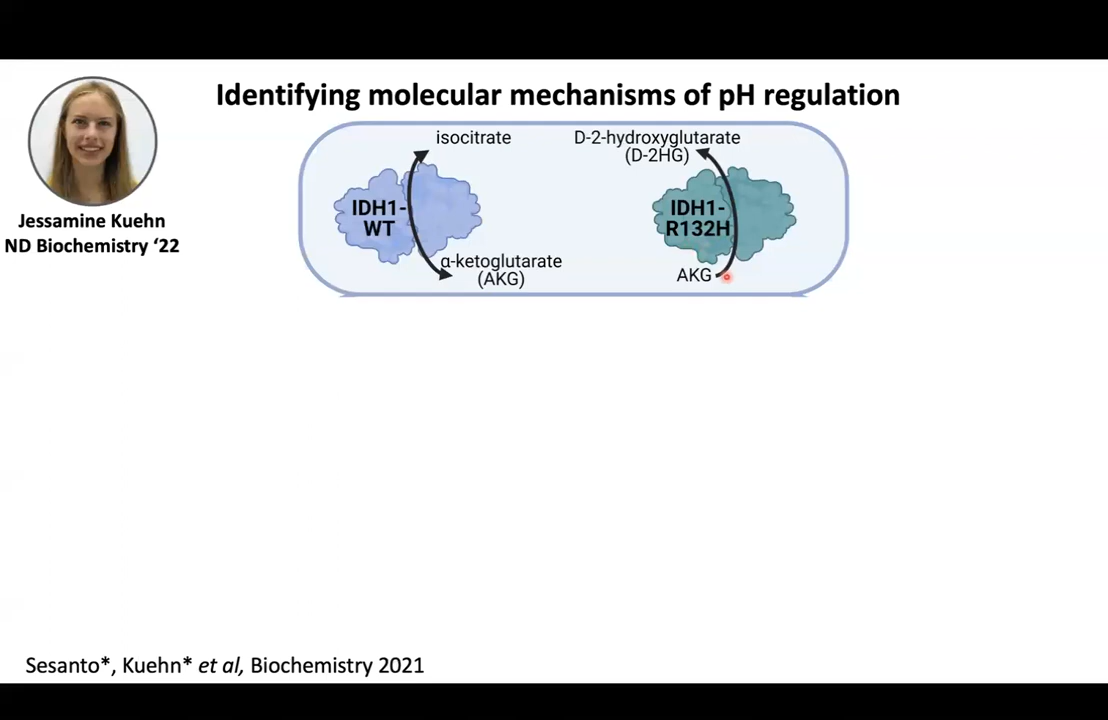 Identifying molecular mechanisms of pH regulation
Jessamine Kuehn
ND Biochemistry ‘22
isocitrate
IDH1-
WT
α-ketoglutarate
(AKG)
D-2-hydroxyglutarate
(D-2HG)
IDH1-
R132H
AKG
Sesanto*, Kuehn* et al, Biochemistry 2021